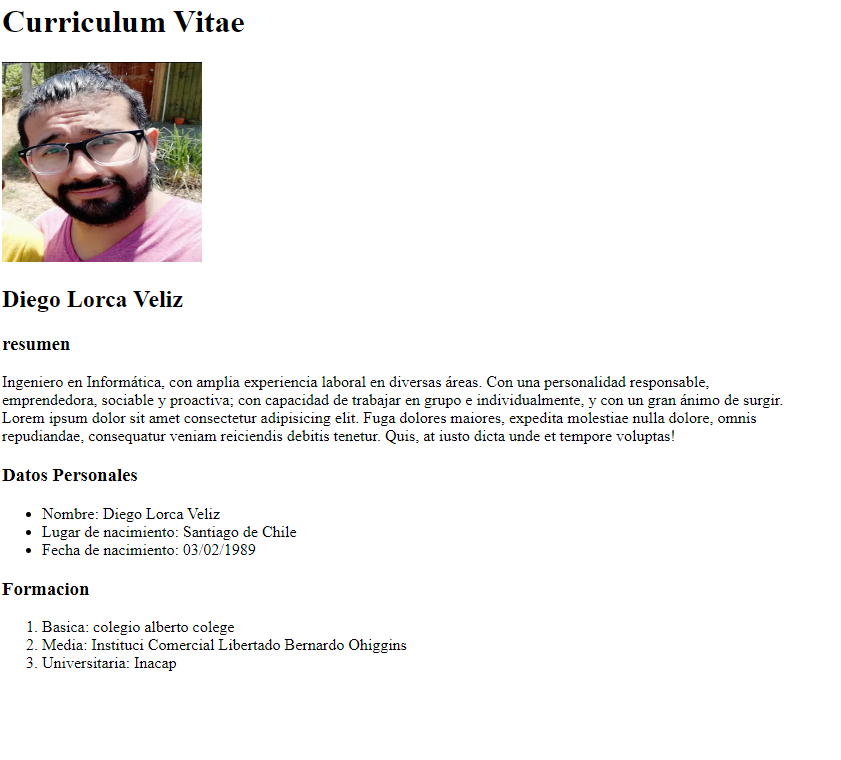 Curriculum Vitae
Diego Lorca Veliz
resumen
Ingeniero en Informática, con amplia experiencia laboral en diversas áreas. Con una personalidad responsable,
emprendedora, sociable y proactiva; con capacidad de trabajar en grupo e individualmente, y con un gran ánimo de surgir.
Lorem ipsum dolor sit amet consectetur adipisicing elit. Fuga dolores maiores, expedita molestiae nulla dolore, omnis
repudiandae, consequatur veniam reiciendis debitis tenetur. Quis, at iusto dicta unde et tempore voluptas!
Datos Personales
• Nombre: Diego Lorca Veliz
• Lugar de nacimiento: Santiago de Chile
• Fecha de nacimiento: 03/02/1989
Formacion
1. Basica: colegio alberto colege
2. Media: Instituci Comercial Libertado Bernardo Ohiggins
3. Universitaria: Inacap